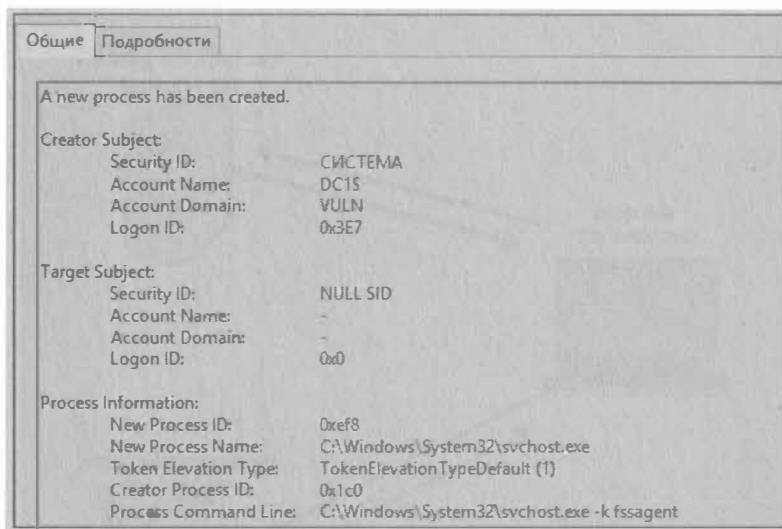 Общие Подробности
A new process has been created.
Creator Subject:
Security ID: СИСТЕМА
Account Name: DC1S
Account Domain: VULN
Logon ID: 0x3E7
Target Subject:
Security ID: NULL SID
Account Name: -
Account Domain: -
Logon ID: 0x0
Process Information:
New Process ID: 0xef8
New Process Name: C:\Windows\System32\svchost.exe
Token Elevation Type: TokenElevationTypeDefault (1)
Creator Process ID: 0x1c0
Process Command Line: C:\Windows\System32\svchost.exe -k fssagent